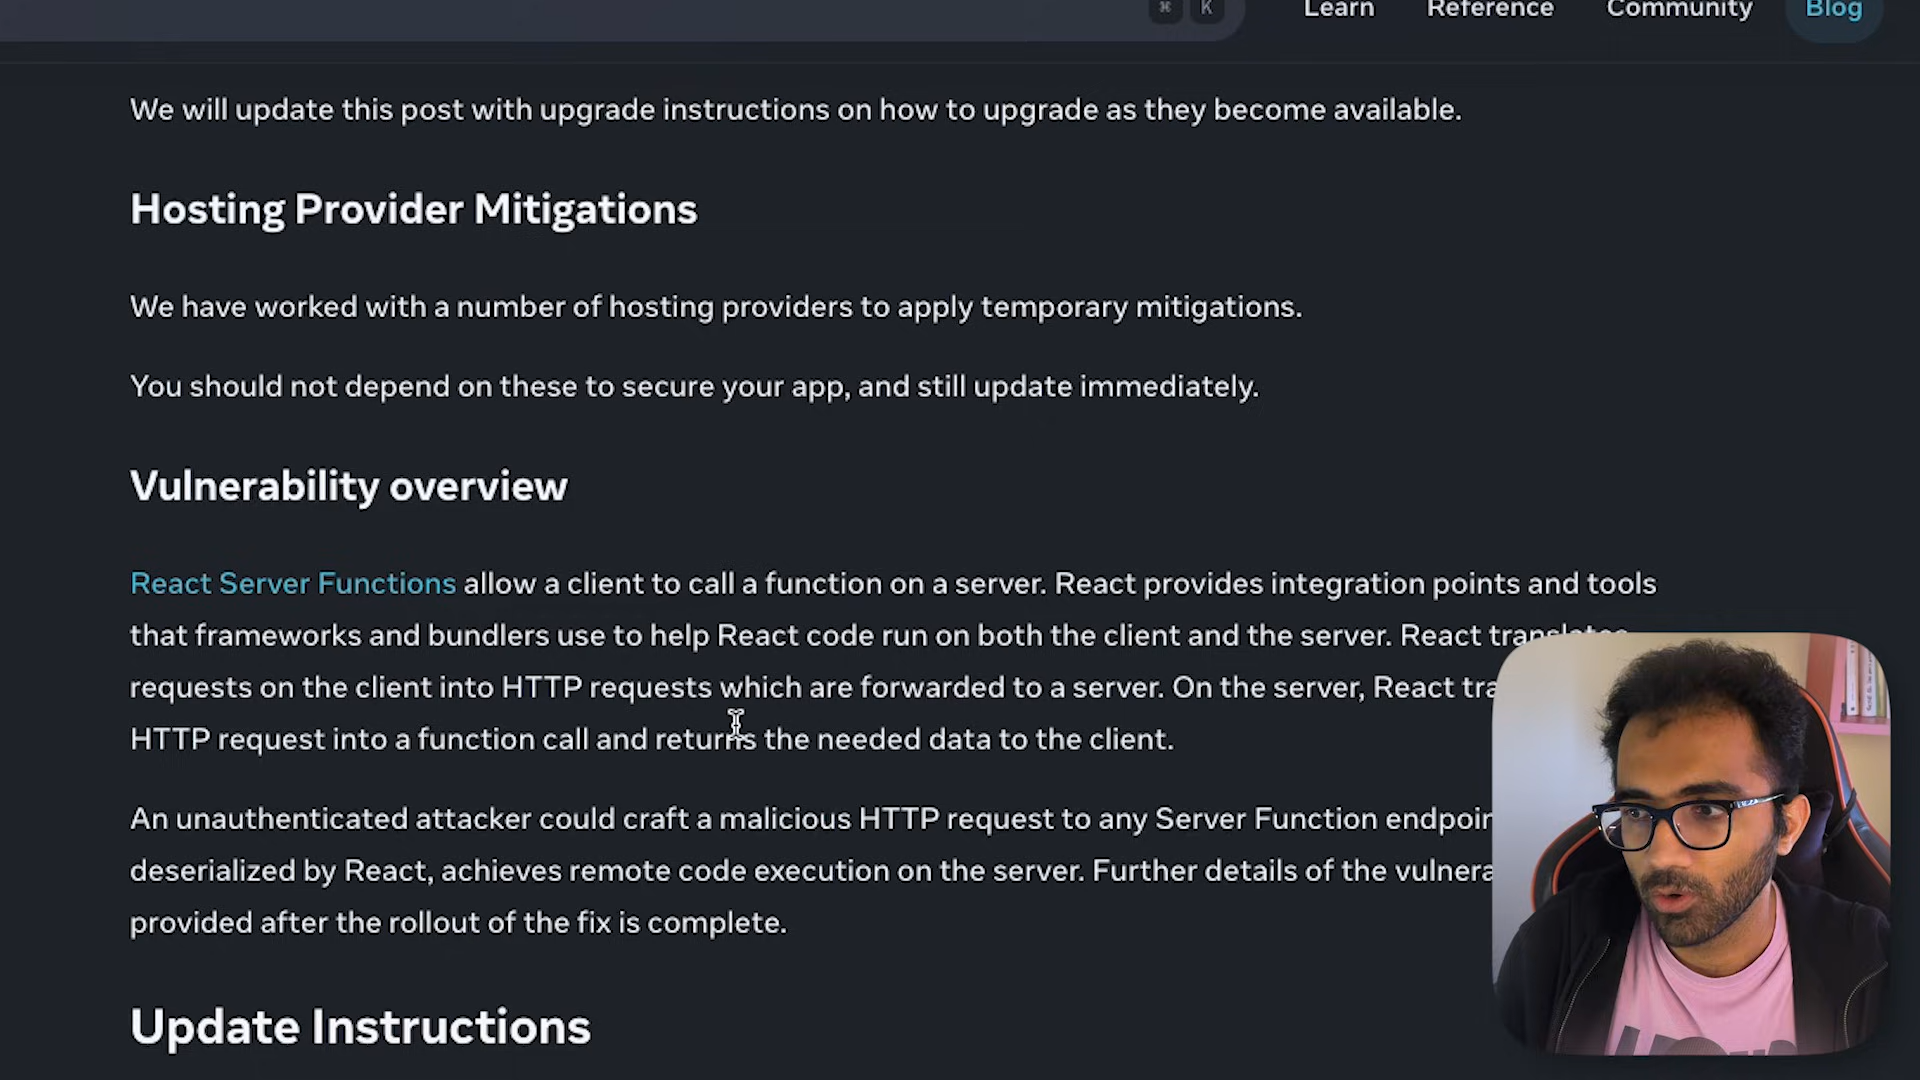 ⌘ K Learn Reference Community Blog
We will update this post with upgrade instructions on how to upgrade as they become available.
Hosting Provider Mitigations
We have worked with a number of hosting providers to apply temporary mitigations.
You should not depend on these to secure your app, and still update immediately.
Vulnerability overview
React Server Functions allow a client to call a function on a server. React provides integration points and tools
that frameworks and bundlers use to help React code run on both the client and the server. React translates
requests on the client into HTTP requests which are forwarded to a server. On the server, React tra
HTTP request into a function call and returns the needed data to the client.
An unauthenticated attacker could craft a malicious HTTP request to any Server Function endpoin
deserialized by React, achieves remote code execution on the server. Further details of the vulnera
provided after the rollout of the fix is complete.
Update Instructions